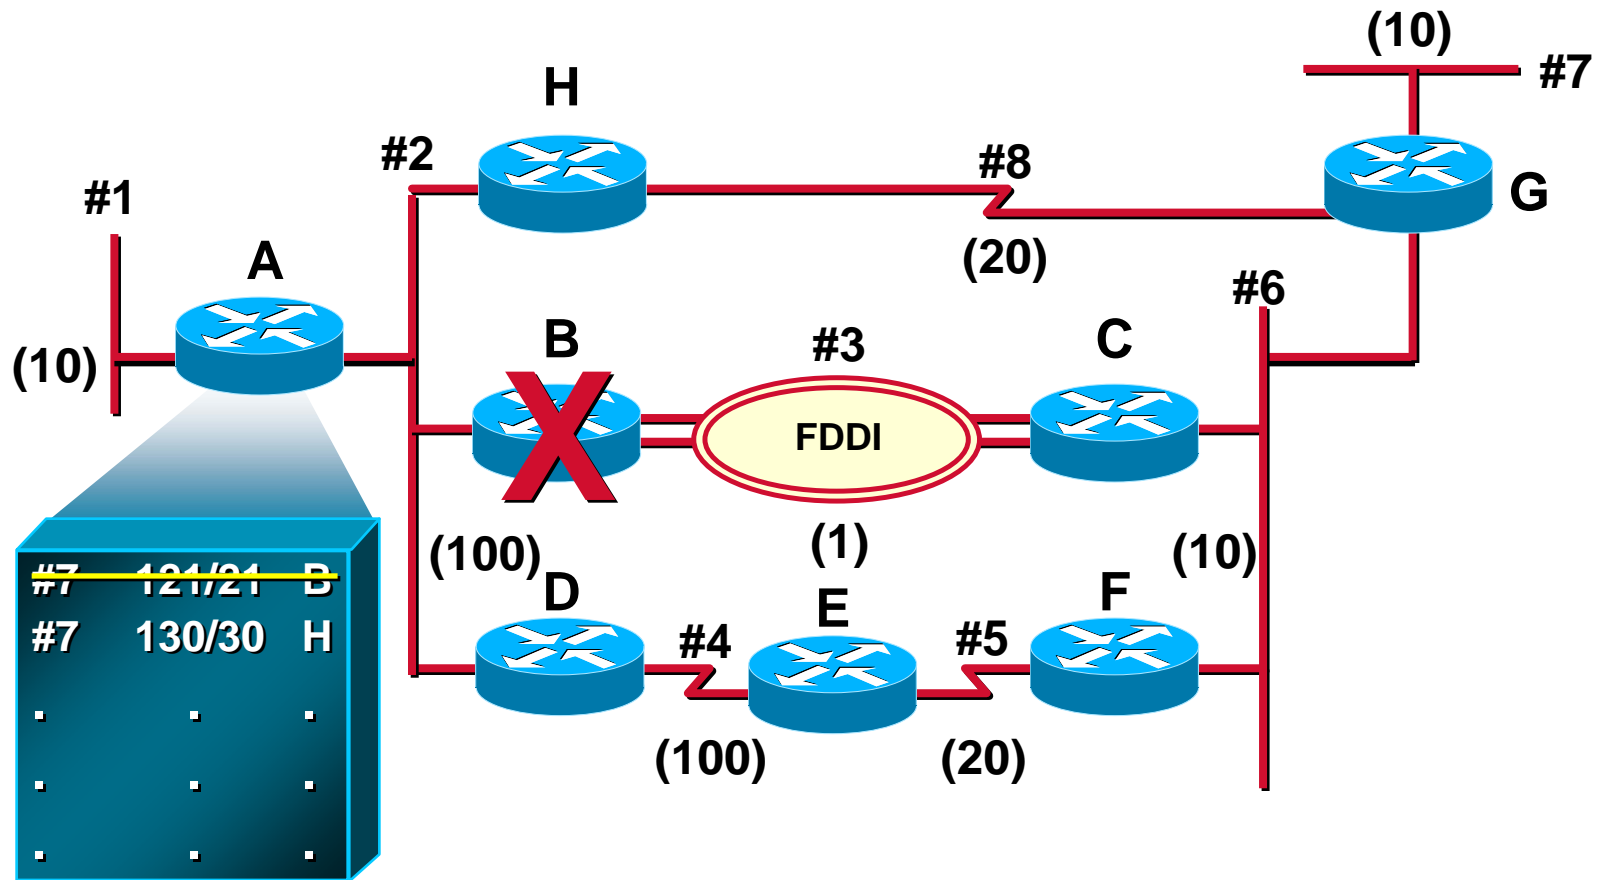 (10)
#7
H
#2
#8
#1
G
A
(20)
#6
B
#3
C
(10)
FDDI
(100)
(1)
(10)
#7 121/21 B
D
E
F
#7 130/30 H
#4
#5
(100)
(20)